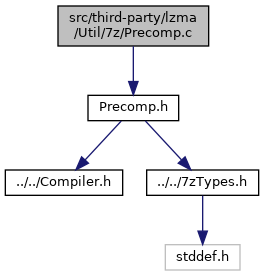 src/third-party/lzma
/Util/7z/Precomp.c
Precomp.h
../../Compiler.h
../../7zTypes.h
stddef.h